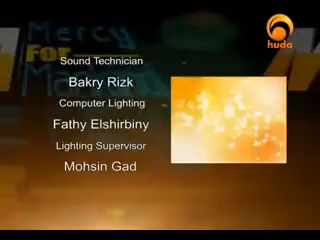 Mercy
For
huda
Sound Technician
Bakry Rizk
Computer Lighting
Fathy Elshirbiny
Lighting Supervisor
Mohsin Gad